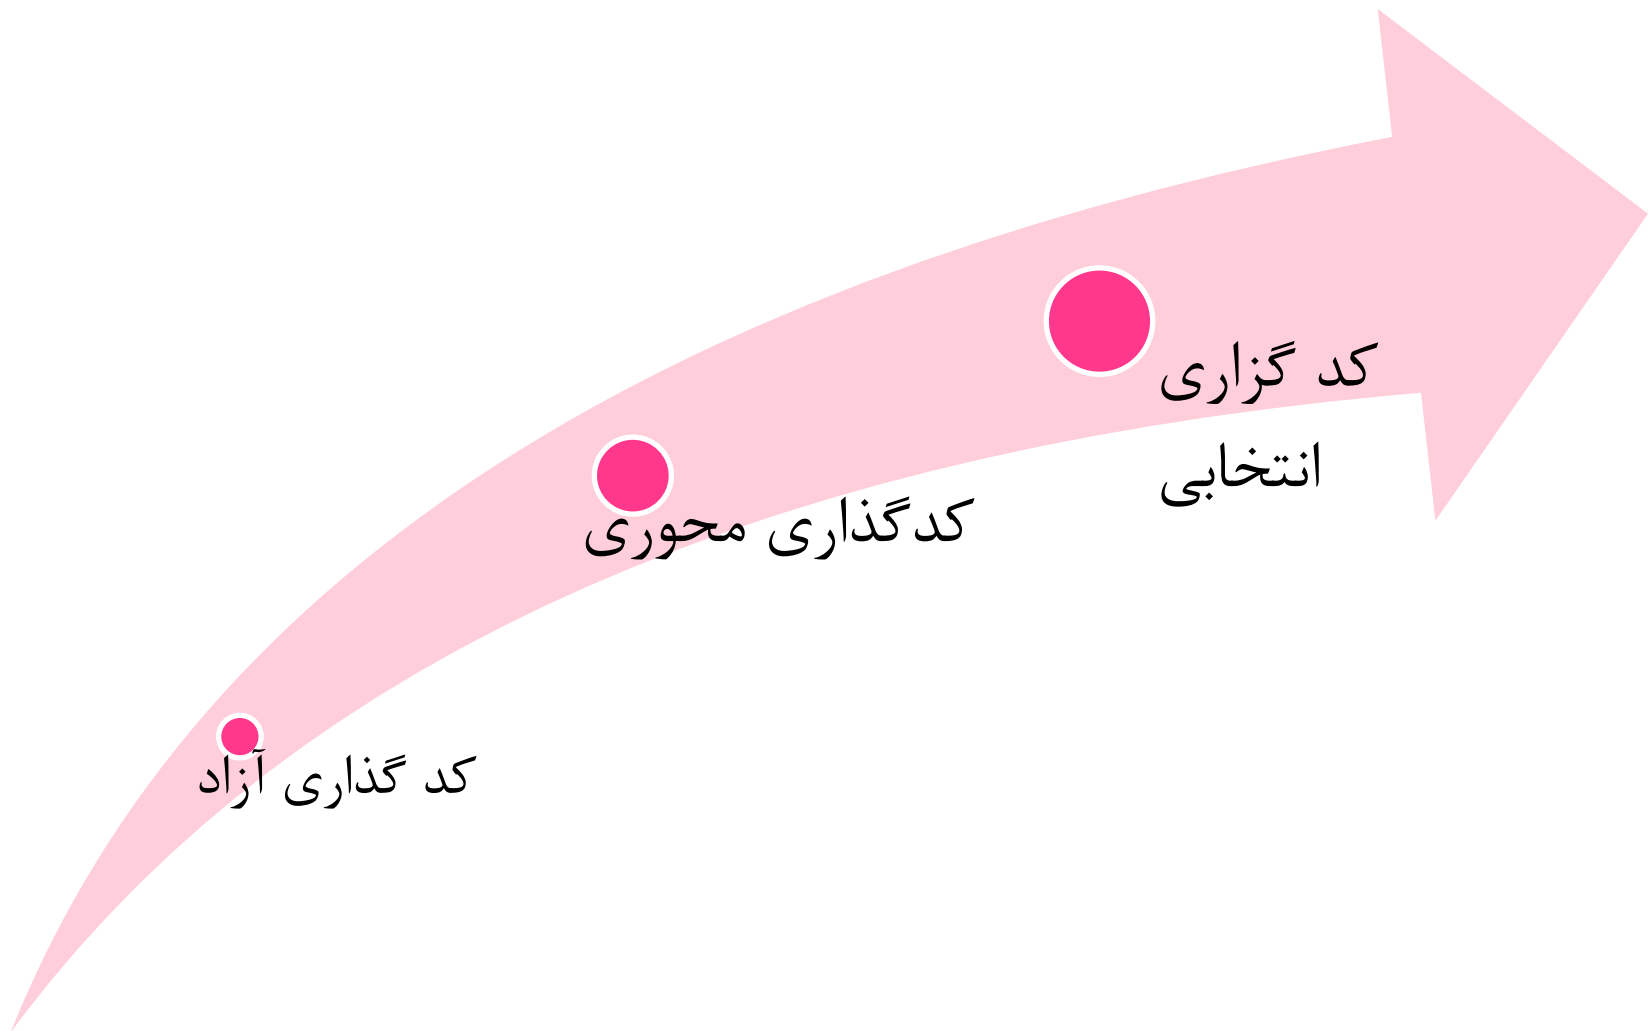 کد گزاری
انتخابی
کدگذاری محوری
کد گذاری آزاد